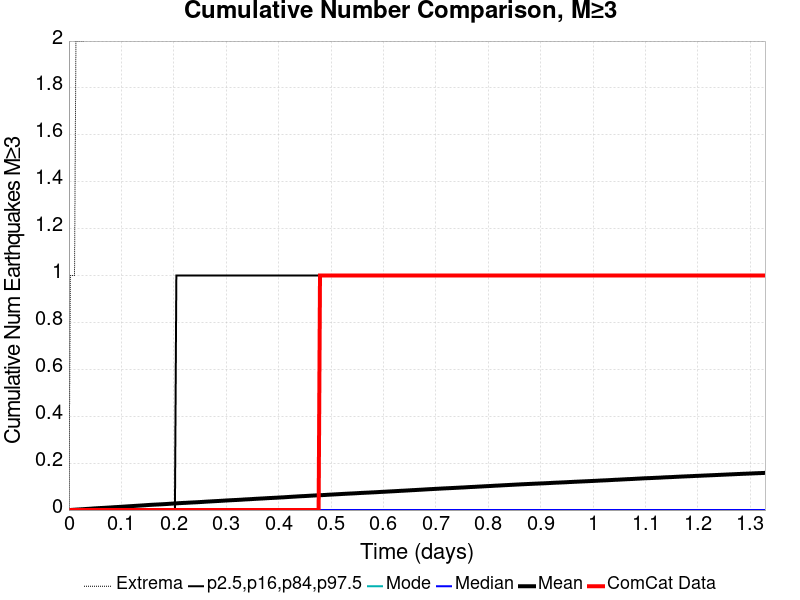 Cumulative Number Comparison, M≥3
Cumulative Num Earthquakes M≥3
2
1.8
1.6
1.4
1.2
1
0.8
0.6
0.4
0.2
0
0 0.1 0.2 0.3 0.4 0.5 0.6 0.7 0.8 0.9 1 1.1 1.2 1.3
Time (days)
Extrema p2.5,p16,p84,p97.5 Mode Median Mean ComCat Data